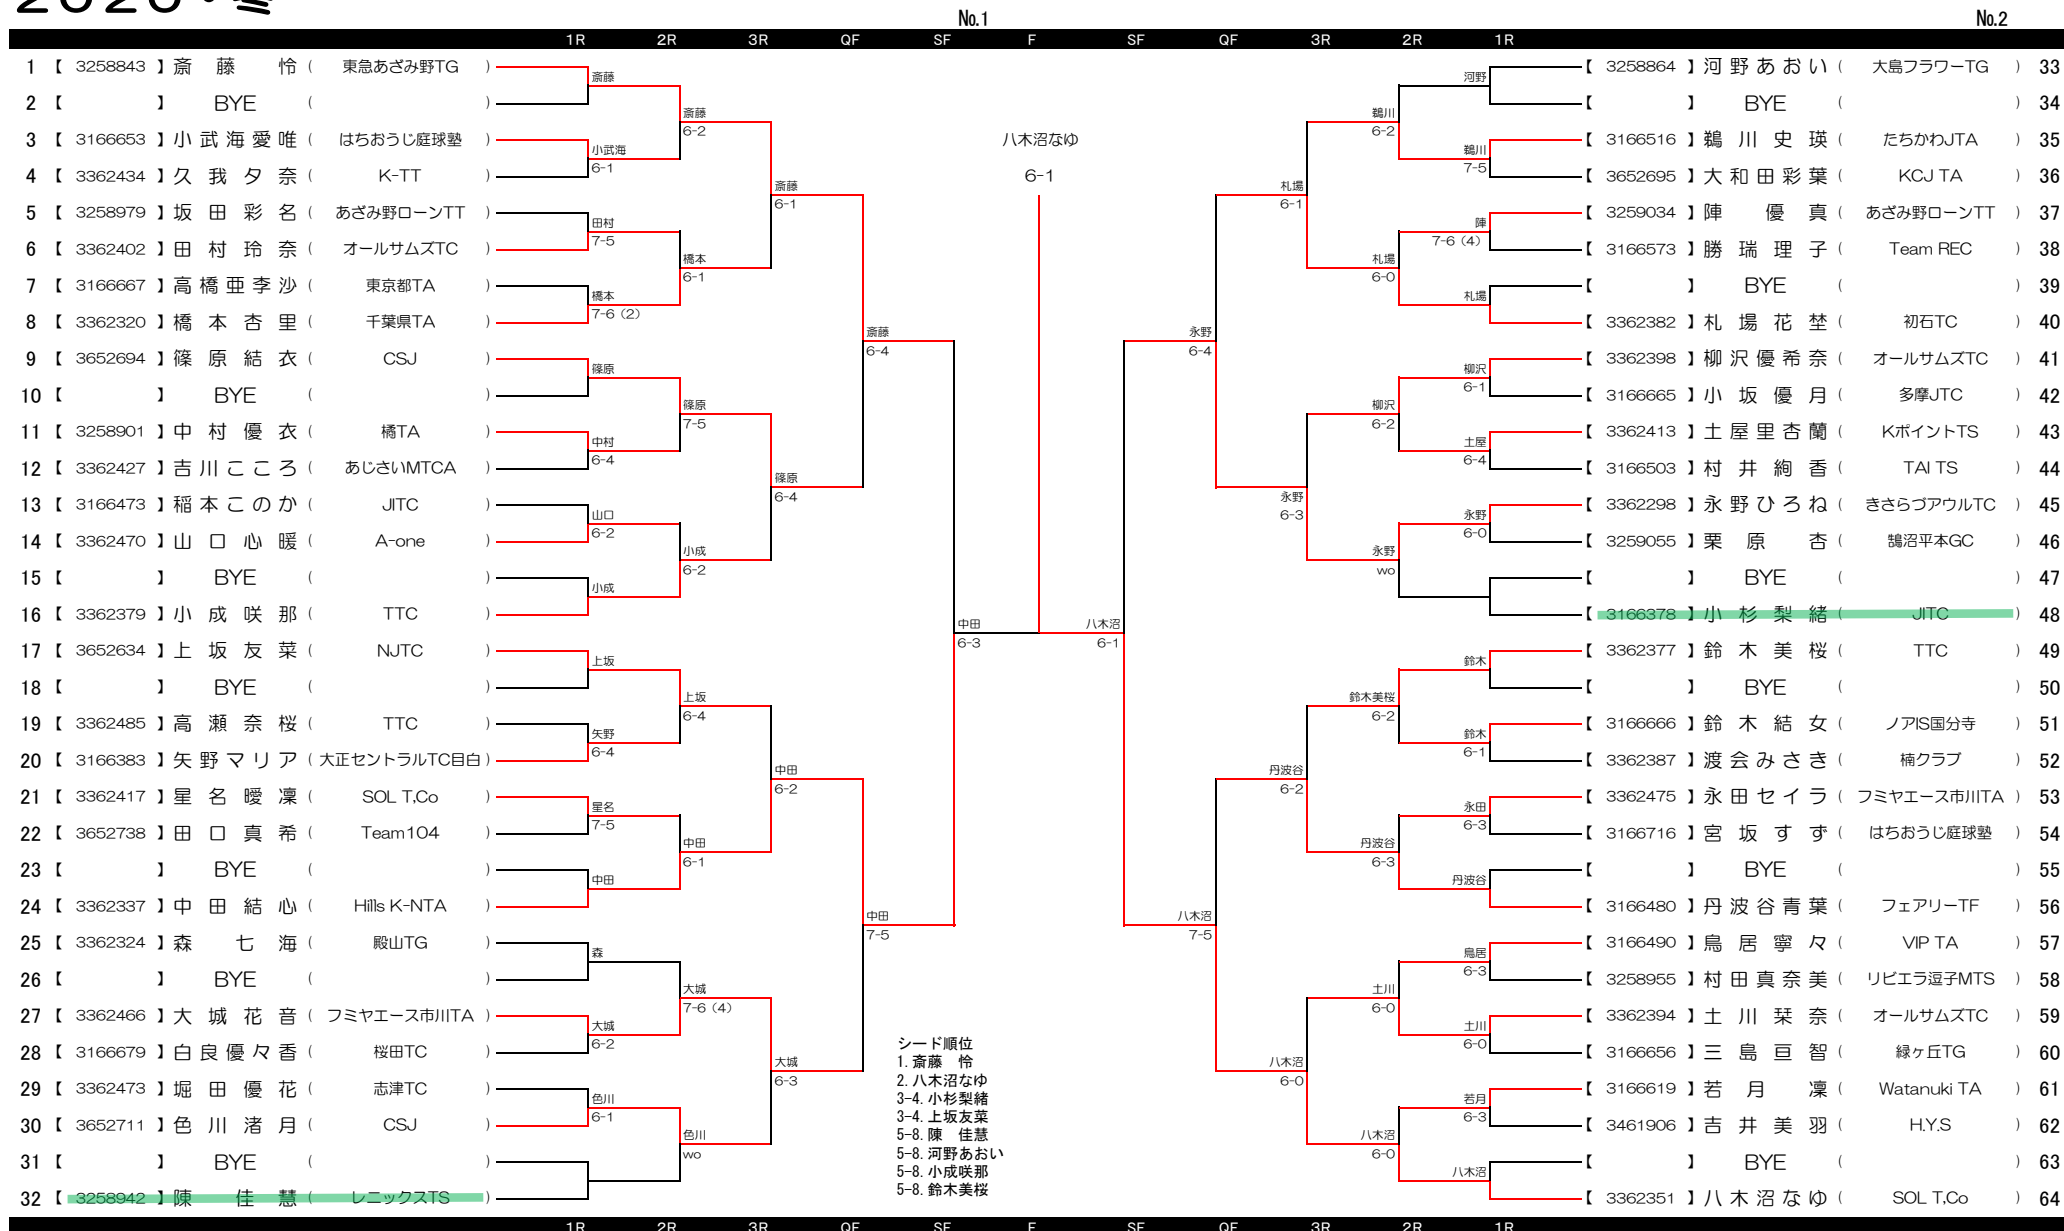 2020・冬
No.1
No.2
1R 2R 3R QF SF F SF QF 3R 2R 1R
1 【 3258843 】 斎藤 怜 ( 東急あざみ野TG )
2 【 】 BYE ( )
3 【 3166653 】 小武海愛唯 ( はちおうじ庭球塾 )
4 【 3362434 】 久我夕奈 ( K-TT )
5 【 3258979 】 坂田彩名 ( あざみ野ローンTT )
6 【 3362402 】 田村玲奈 ( オールサムズTC )
7 【 3166667 】 高橋亜李沙 ( 東京都TA )
8 【 3362320 】 橋本杏里 ( 千葉県TA )
9 【 3652694 】 篠原結衣 ( CSJ )
10 【 】 BYE ( )
11 【 3258901 】 中村優衣 ( 橘TA )
12 【 3362427 】 吉川こころ ( あじさいMTCA )
13 【 3166473 】 稲本このか ( JITC )
14 【 3362470 】 山口心暖 ( A-one )
15 【 】 BYE ( )
16 【 3362379 】 小成咲那 ( TTC )
17 【 3652634 】 上坂友菜 ( NJTC )
18 【 】 BYE ( )
19 【 3362485 】 高瀬奈桜 ( TTC )
20 【 3166383 】 矢野マリア ( 大正セントラルTC目白 )
21 【 3362417 】 星名曖凜 ( SOL T,Co )
22 【 3652738 】 田口真希 ( Team104 )
23 【 】 BYE ( )
24 【 3362337 】 中田結心 ( Hills K-NTA )
25 【 3362324 】 森 七海 ( 殿山TG )
26 【 】 BYE ( )
27 【 3362466 】 大城花音 ( フミヤエース市川TA )
28 【 3166679 】 白良優々香 ( 桜田TC )
29 【 3362473 】 堀田優花 ( 志津TC )
30 【 3652711 】 色川渚月 ( CSJ )
31 【 】 BYE ( )
32 【 3258942 】 陳 佳慧 ( レニックスTS )
斎藤
小武海
6-1
田村
7-5
橋本
7-6 (2)
篠原
中村
6-4
山口
6-2
小成
上坂
矢野
6-4
星名
7-5
中田
森
大城
6-2
色川
6-1
斎藤
6-2
橋本
6-1
篠原
7-5
小成
6-2
上坂
6-4
中田
6-1
大城
7-6 (4)
色川
wo
斎藤
6-1
篠原
6-4
中田
6-2
大城
6-3
斎藤
6-4
中田
7-5
中田
6-3
八木沼なゆ
6-1
八木沼
6-1
永野
6-4
八木沼
7-5
札場
6-1
永野
6-3
丹波谷
6-2
八木沼
6-0
鵜川
6-2
札場
6-0
柳沢
6-2
永野
wo
鈴木美桜
6-2
丹波谷
6-3
土川
6-0
八木沼
6-0
河野
鵜川
7-5
陣
7-6 (4)
札場
柳沢
6-1
土屋
6-4
永野
6-0
鈴木
鈴木
6-1
永田
6-3
丹波谷
鳥居
6-3
土川
6-0
若月
6-3
八木沼
シード順位
1. 斎藤 怜
2. 八木沼なゆ
3-4. 小杉梨緒
3-4. 上坂友菜
5-8. 陳 佳慧
5-8. 河野あおい
5-8. 小成咲那
5-8. 鈴木美桜
【 3258864 】 河野あおい ( 大島フラワーTG ) 33
【 】 BYE ( ) 34
【 3166516 】 鵜川史瑛 ( たちかわJTA ) 35
【 3652695 】 大和田彩葉 ( KCJ TA ) 36
【 3259034 】 陣 優真 ( あざみ野ローンTT ) 37
【 3166573 】 勝瑞理子 ( Team REC ) 38
【 】 BYE ( ) 39
【 3362382 】 札場花埜 ( 初石TC ) 40
【 3362398 】 柳沢優希奈 ( オールサムズTC ) 41
【 3166665 】 小坂優月 ( 多摩JTC ) 42
【 3362413 】 土屋里杏蘭 ( KポイントTS ) 43
【 3166503 】 村井絢香 ( TAI TS ) 44
【 3362298 】 永野ひろね ( きさらづアウルTC ) 45
【 3259055 】 栗原 杏 ( 鵠沼平本GC ) 46
【 】 BYE ( ) 47
【 3166378 】 小杉梨緒 ( JITC ) 48
【 3362377 】 鈴木美桜 ( TTC ) 49
【 】 BYE ( ) 50
【 3166666 】 鈴木結女 ( ノアIS国分寺 ) 51
【 3362387 】 渡会みさき ( 楠クラブ ) 52
【 3362475 】 永田セイラ ( フミヤエース市川TA ) 53
【 3166716 】 宮坂すず ( はちおうじ庭球塾 ) 54
【 】 BYE ( ) 55
【 3166480 】 丹波谷青葉 ( フェアリーTF ) 56
【 3166490 】 鳥居寧々 ( VIP TA ) 57
【 3258955 】 村田真奈美 ( リビエラ逗子MTS ) 58
【 3362394 】 土川栞奈 ( オールサムズTC ) 59
【 3166656 】 三島亘智 ( 緑ヶ丘TG ) 60
【 3166619 】 若月 凜 ( Watanuki TA ) 61
【 3461906 】 吉井美羽 ( H.Y.S ) 62
【 】 BYE ( ) 63
【 3362351 】 八木沼なゆ ( SOL T,Co ) 64
1R 2R 3R QF SF F SF QF 3R 2R 1R